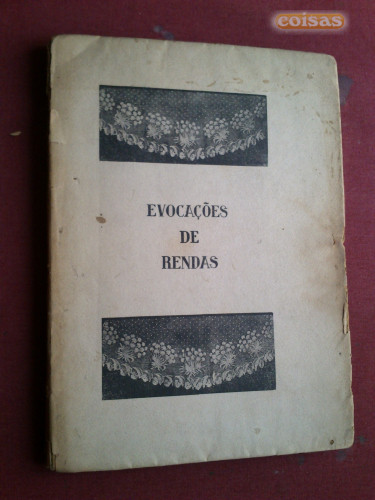 coisas
EVOCAÇÕES
DE
RENDAS